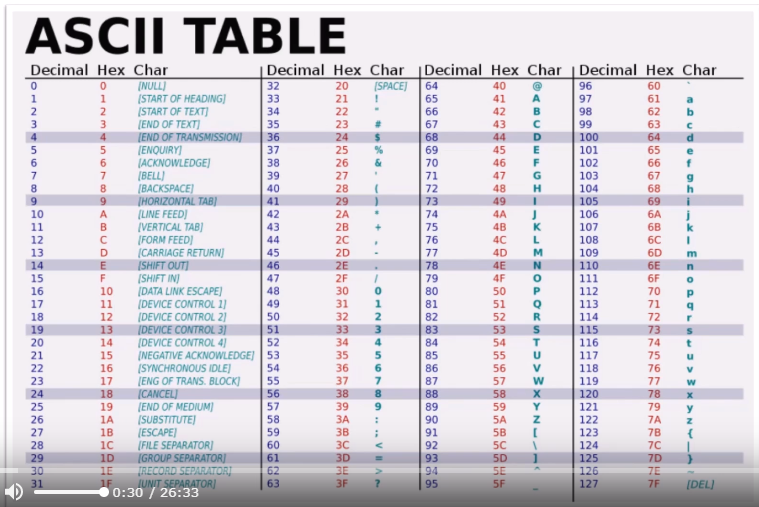 ASCII TABLE
Decimal Hex Char Decimal Hex Char Decimal Hex Char Decimal Hex Char
0 0 [NULL] 32 20 [SPACE] 64 40 @ 96 60 `
1 1 [START OF HEADING] 33 21 ! 65 41 A 97 61 a
2 2 [START OF TEXT] 34 22 " 66 42 B 98 62 b
3 3 [END OF TEXT] 35 23 # 67 43 C 99 63 c
4 4 [END OF TRANSMISSION] 36 24 $ 68 44 D 100 64 d
5 5 [ENQUIRY] 37 25 % 69 45 E 101 65 e
6 6 [ACKNOWLEDGE] 38 26 & 70 46 F 102 66 f
7 7 [BELL] 39 27 ' 71 47 G 103 67 g
8 8 [BACKSPACE] 40 28 ( 72 48 H 104 68 h
9 9 [HORIZONTAL TAB] 41 29 ) 73 49 I 105 69 i
10 A [LINE FEED] 42 2A * 74 4A J 106 6A j
11 B [VERTICAL TAB] 43 2B + 75 4B K 107 6B k
12 C [FORM FEED] 44 2C , 76 4C L 108 6C l
13 D [CARRIAGE RETURN] 45 2D - 77 4D M 109 6D m
14 E [SHIFT OUT] 46 2E . 78 4E N 110 6E n
15 F [SHIFT IN] 47 2F / 79 4F O 111 6F o
16 10 [DATA LINK ESCAPE] 48 30 0 80 50 P 112 70 p
17 11 [DEVICE CONTROL 1] 49 31 1 81 51 Q 113 71 q
18 12 [DEVICE CONTROL 2] 50 32 2 82 52 R 114 72 r
19 13 [DEVICE CONTROL 3] 51 33 3 83 53 S 115 73 s
20 14 [DEVICE CONTROL 4] 52 34 4 84 54 T 116 74 t
21 15 [NEGATIVE ACKNOWLEDGE] 53 35 5 85 55 U 117 75 u
22 16 [SYNCHRONOUS IDLE] 54 36 6 86 56 V 118 76 v
23 17 [ENG OF TRANS. BLOCK] 55 37 7 87 57 W 119 77 w
24 18 [CANCEL] 56 38 8 88 58 X 120 78 x
25 19 [END OF MEDIUM] 57 39 9 89 59 Y 121 79 y
26 1A [SUBSTITUTE] 58 3A : 90 5A Z 122 7A z
27 1B [ESCAPE] 59 3B ; 91 5B [ 123 7B {
28 1C [FILE SEPARATOR] 60 3C < 92 5C \ 124 7C |
29 1D [GROUP SEPARATOR] 61 3D = 93 5D ] 125 7D }
30 1E [RECORD SEPARATOR] 62 3E > 94 5E ^ 126 7E ~
31 1F [UNIT SEPARATOR] 63 3F ? 95 5F _ 127 7F [DEL]
0:30 / 26:33